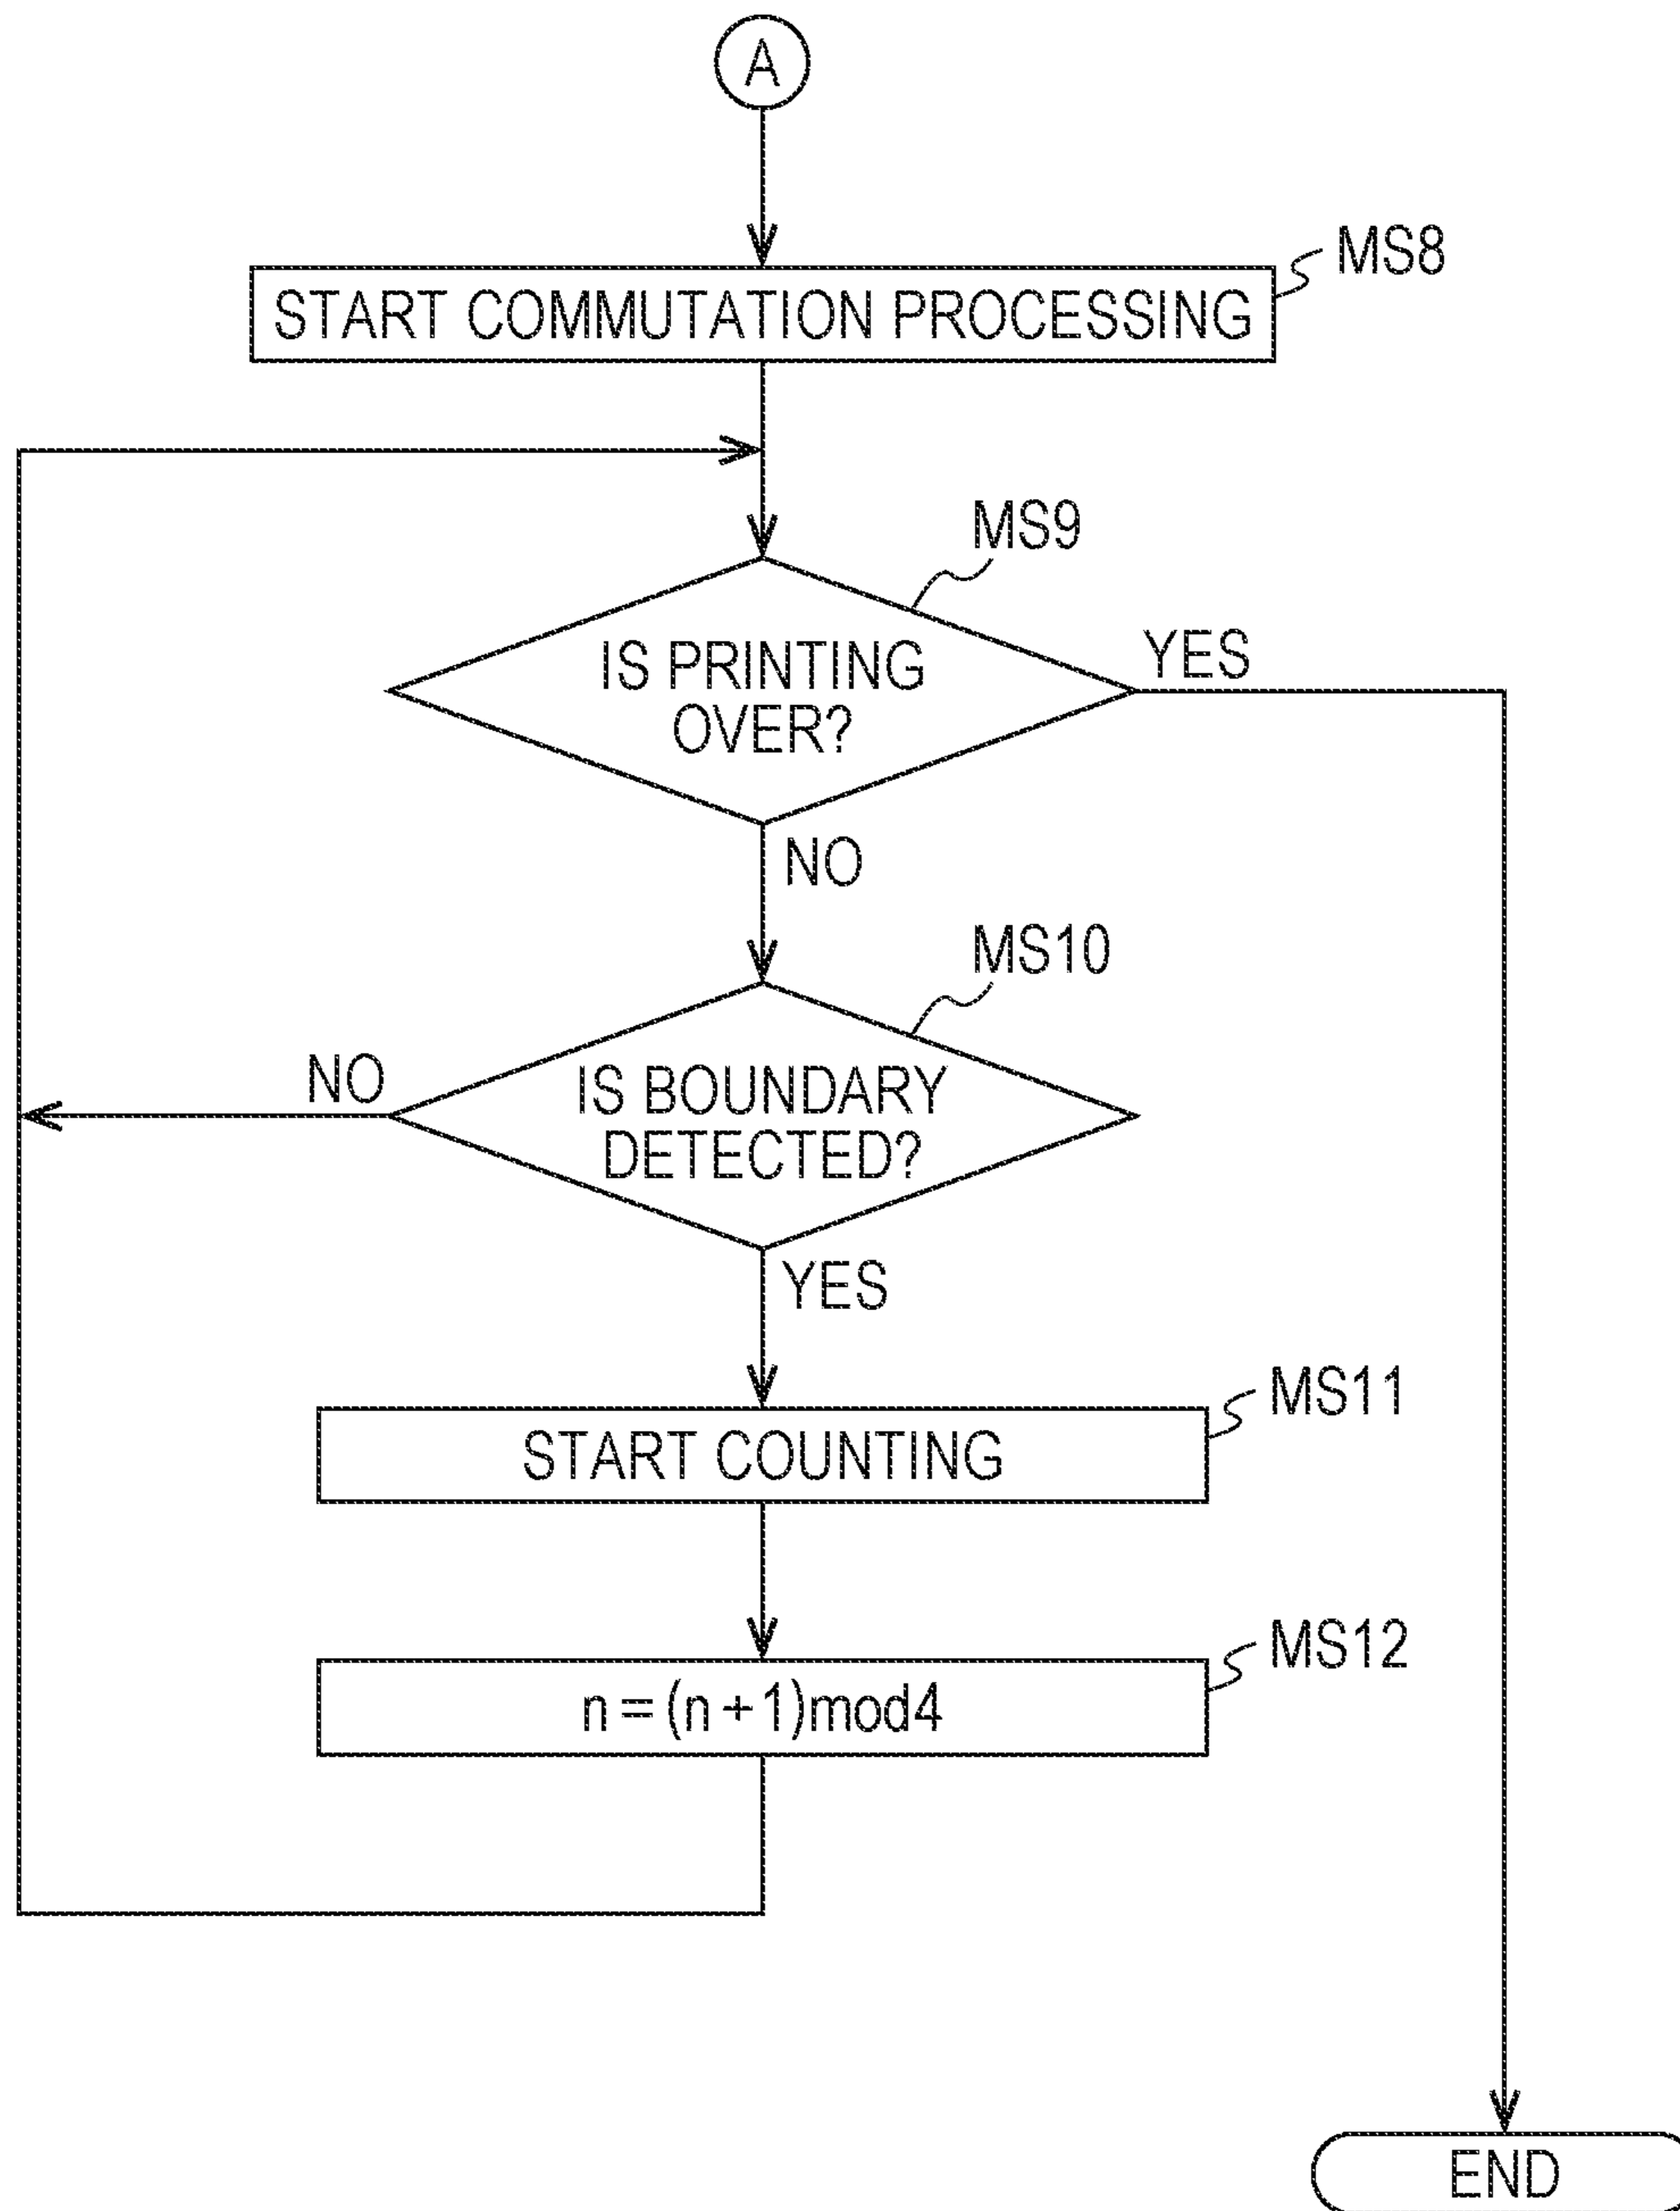 A
MS8
START COMMUTATION PROCESSING
MS9
IS PRINTING
OVER?
YES
NO
MS10
IS BOUNDARY
DETECTED?
NO
YES
MS11
START COUNTING
MS12
n = (n + 1)mod4
END